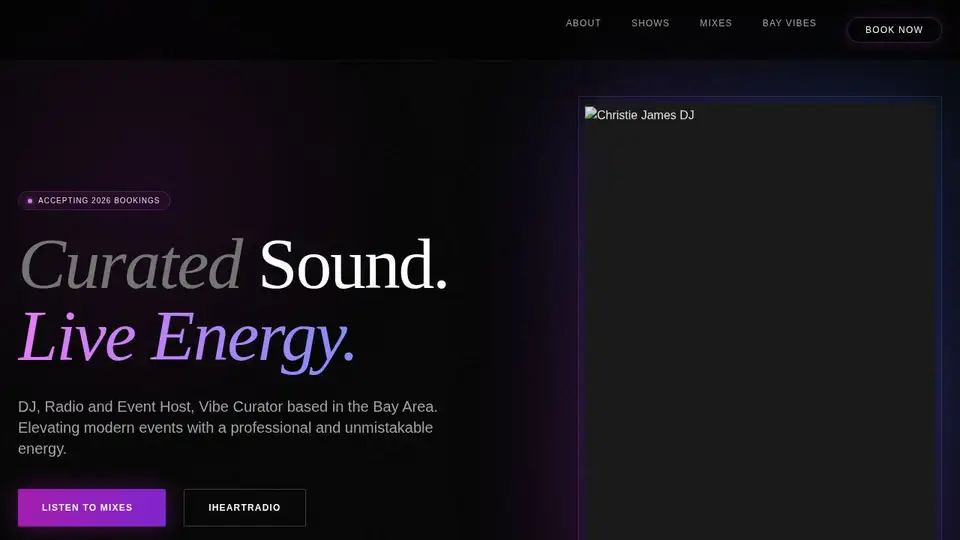 ABOUT
SHOWS
MIXES
BAY VIBES
BOOK NOW
Christie James DJ
ACCEPTING 2026 BOOKINGS
Curated Sound.
Live Energy.
DJ, Radio and Event Host, Vibe Curator based in the Bay Area.
Elevating modern events with a professional and unmistakable
energy.
LISTEN TO MIXES
IHEARTRADIO